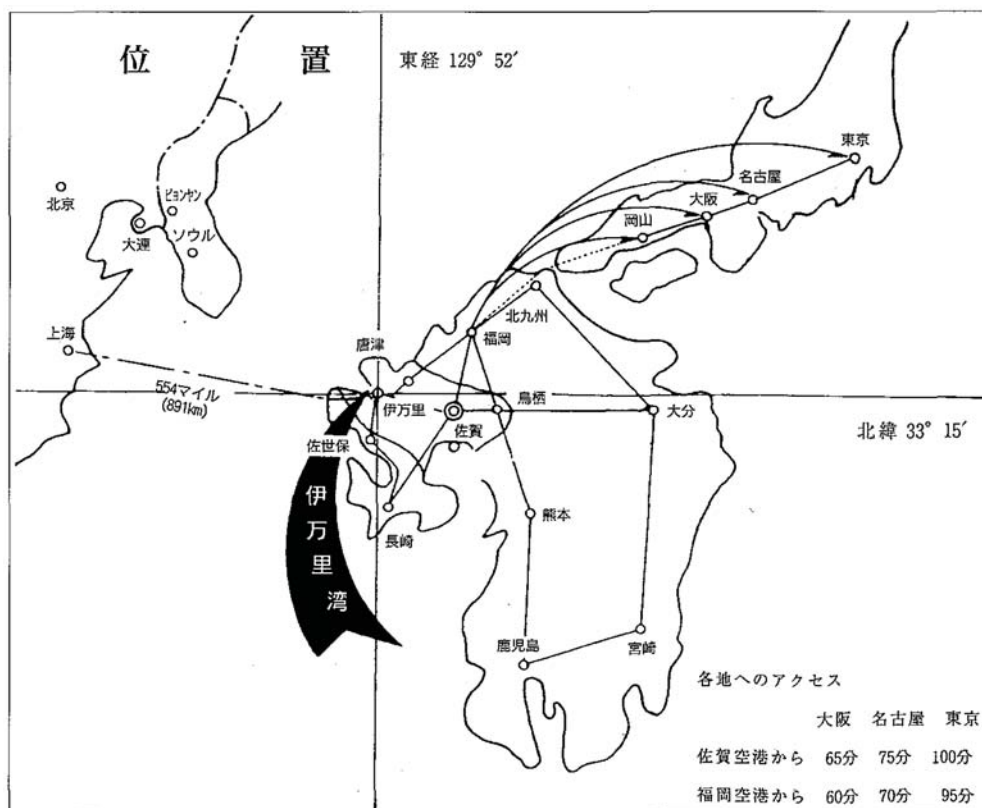 位置
東経 129° 52′
東京
名古屋
大阪
岡山
北京
ピョンヤン
大連
ソウル
北九州
上海
福岡
唐津
554マイル
(891km)
伊万里
鳥栖
大分
佐賀
北緯 33° 15′
佐世保
伊万里湾
長崎
熊本
鹿児島
宮崎
各地へのアクセス
大阪 名古屋 東京
佐賀空港から 65分 75分 100分
福岡空港から 60分 70分 95分